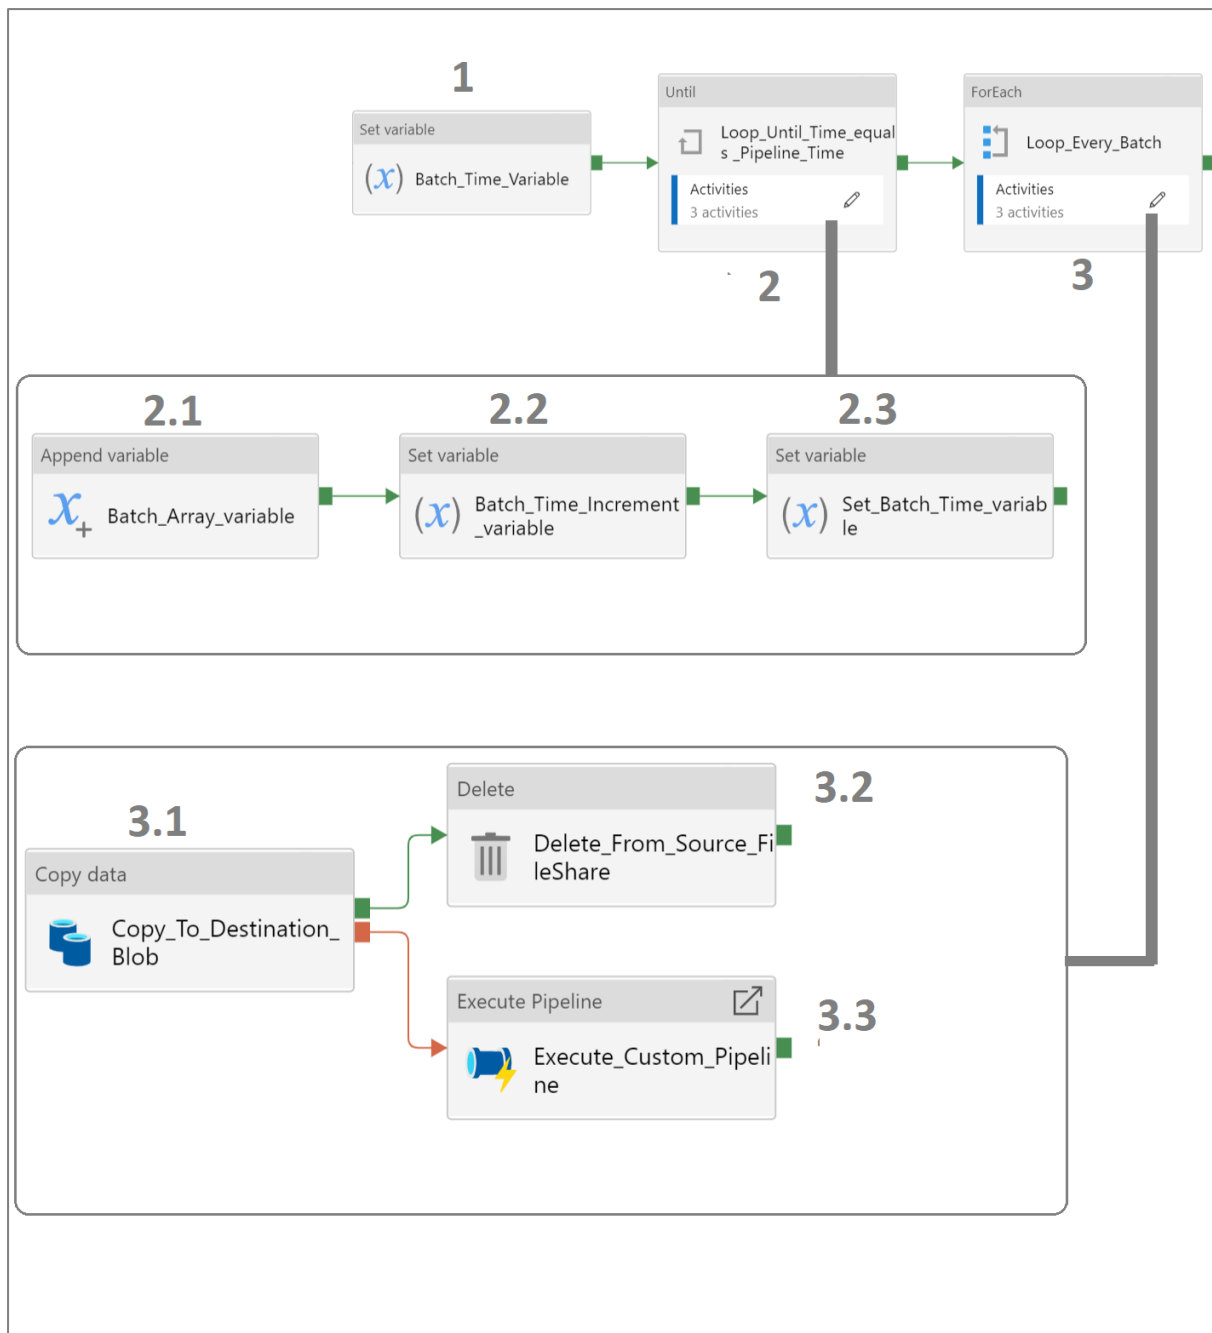 1
Set variable
(x) Batch_Time_Variable
Until
Loop_Until_Time_equal
s _Pipeline_Time
Activities
3 activities
2
ForEach
Loop_Every_Batch
Activities
3 activities
3
2.1
Append variable
x+ Batch_Array_variable
2.2
Set variable
(x) Batch_Time_Increment
_variable
2.3
Set variable
(x) Set_Batch_Time_variab
le
3.1
Copy data
Copy_To_Destination_
Blob
Delete
Delete_From_Source_Fi
leShare
3.2
Execute Pipeline
Execute_Custom_Pipeli
ne
3.3